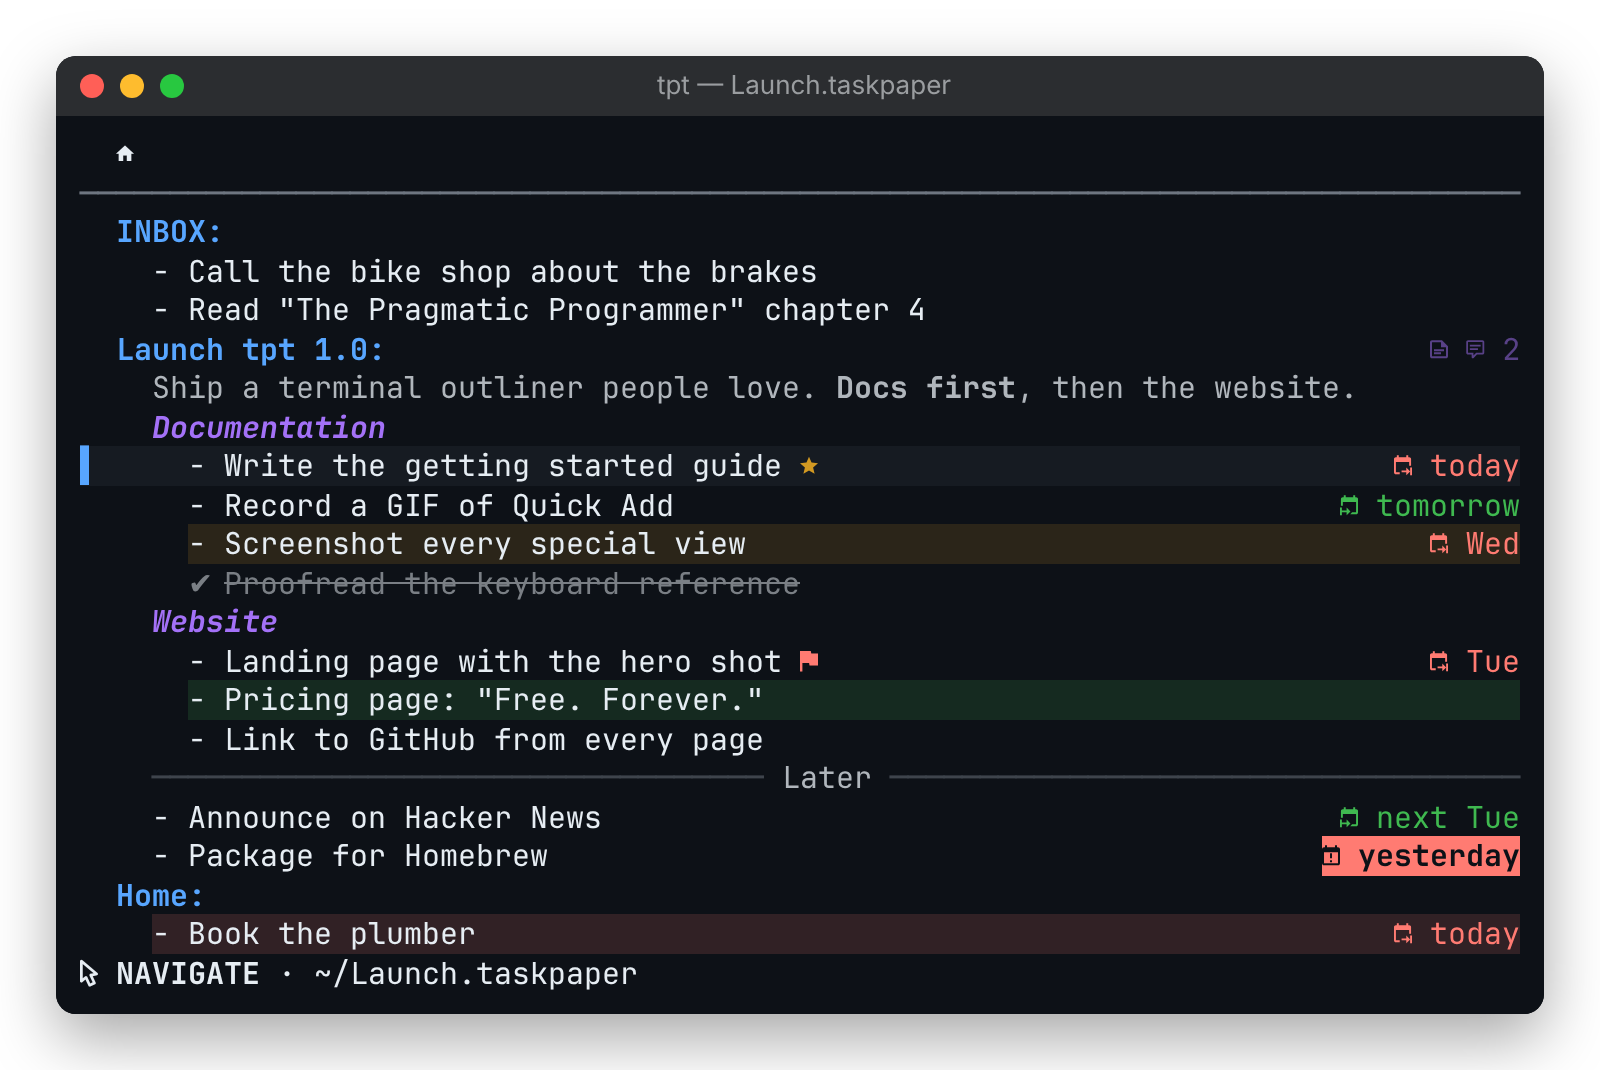 tpt — Launch.taskpaper
INBOX:
- Call the bike shop about the brakes
- Read "The Pragmatic Programmer" chapter 4
Launch tpt 1.0: 2
Ship a terminal outliner people love. Docs first, then the website.
Documentation
- Write the getting started guide ★ today
- Record a GIF of Quick Add tomorrow
- Screenshot every special view Wed
✔ Proofread the keyboard reference
Website
- Landing page with the hero shot Tue
- Pricing page: "Free. Forever."
- Link to GitHub from every page
Later
- Announce on Hacker News next Tue
- Package for Homebrew yesterday
Home:
- Book the plumber today
NAVIGATE · ~/Launch.taskpaper